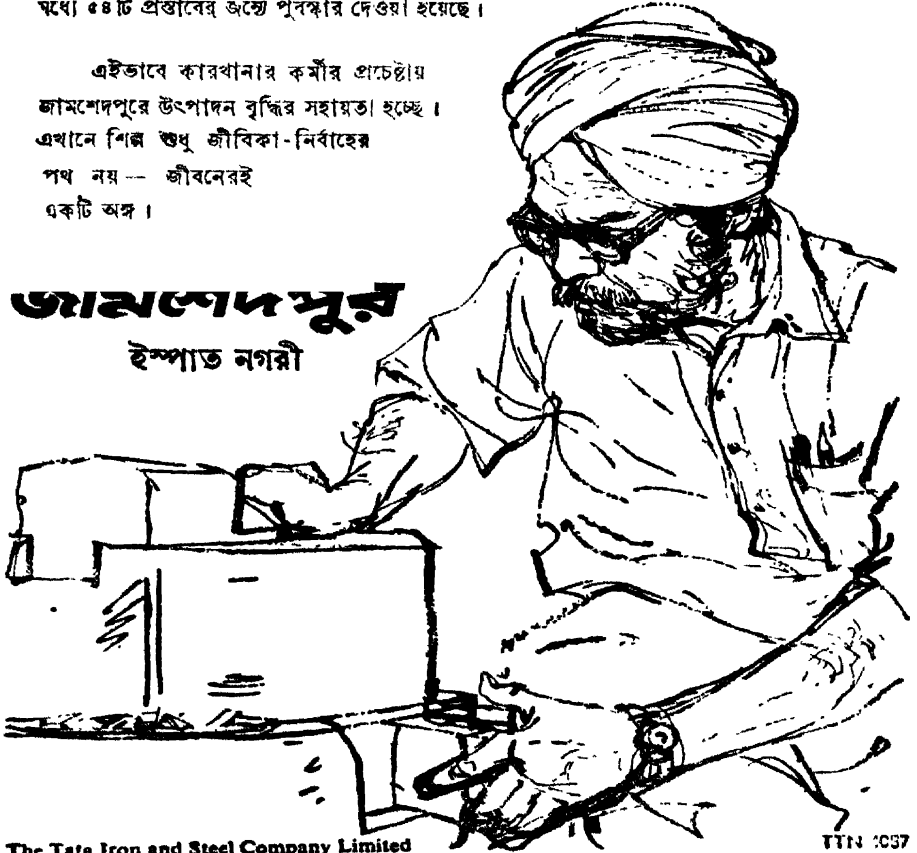 মধ্যে ৫৪টি প্রস্তাবের জন্যে পুরস্কার দেওয়া হয়েছে।
এইভাবে কারখানার কর্মীর প্রচেষ্টায়
জামশেদপুরে উৎপাদন বৃদ্ধির সহায়তা হচ্ছে।
এখানে শিল্প শুধু জীবিকা-নির্বাহের
পথ নয় — জীবনেরই
একটি অঙ্গ।
জামশেদপুর
ইস্পাত নগরী
The Tata Iron and Steel Company Limited